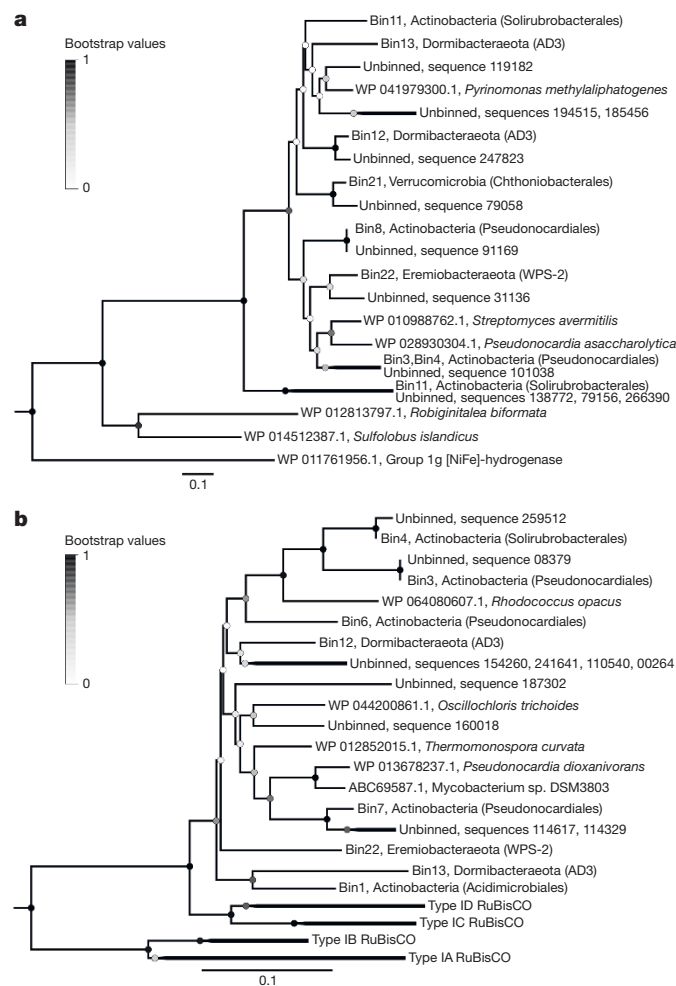 a
Bootstrap values
1
0
Bin11, Actinobacteria (Solirubrobacterales)
Bin13, Dormibacteraeota (AD3)
Unbinned, sequence 119182
WP 041979300.1, Pyrinomonas methylaliphatogenes
Unbinned, sequences 194515, 185456
Bin12, Dormibacteraeota (AD3)
Unbinned, sequence 247823
Bin21, Verrucomicrobia (Chthoniobacterales)
Unbinned, sequence 79058
Bin8, Actinobacteria (Pseudonocardiales)
Unbinned, sequence 91169
Bin22, Eremiobacteraeota (WPS-2)
Unbinned, sequence 31136
WP 010988762.1, Streptomyces avermitilis
WP 028930304.1, Pseudonocardia asaccharolytica
Bin3,Bin4, Actinobacteria (Pseudonocardiales)
Unbinned, sequence 101038
Bin11, Actinobacteria (Solirubrobacterales)
Unbinned, sequences 138772, 79156, 266390
WP 012813797.1, Robiginitalea biformata
WP 014512387.1, Sulfolobus islandicus
WP 011761956.1, Group 1g [NiFe]-hydrogenase
0.1
b
Bootstrap values
1
0
Unbinned, sequence 259512
Bin4, Actinobacteria (Solirubrobacterales)
Unbinned, sequence 08379
Bin3, Actinobacteria (Pseudonocardiales)
WP 064080607.1, Rhodococcus opacus
Bin6, Actinobacteria (Pseudonocardiales)
Bin12, Dormibacteraeota (AD3)
Unbinned, sequences 154260, 241641, 110540, 00264
Unbinned, sequence 187302
WP 044200861.1, Oscillochloris trichoides
Unbinned, sequence 160018
WP 012852015.1, Thermomonospora curvata
WP 013678237.1, Pseudonocardia dioxanivorans
ABC69587.1, Mycobacterium sp. DSM3803
Bin7, Actinobacteria (Pseudonocardiales)
Unbinned, sequences 114617, 114329
Bin22, Eremiobacteraeota (WPS-2)
Bin13, Dormibacteraeota (AD3)
Bin1, Actinobacteria (Acidimicrobiales)
Type ID RuBisCO
Type IC RuBisCO
Type IB RuBisCO
Type IA RuBisCO
0.1